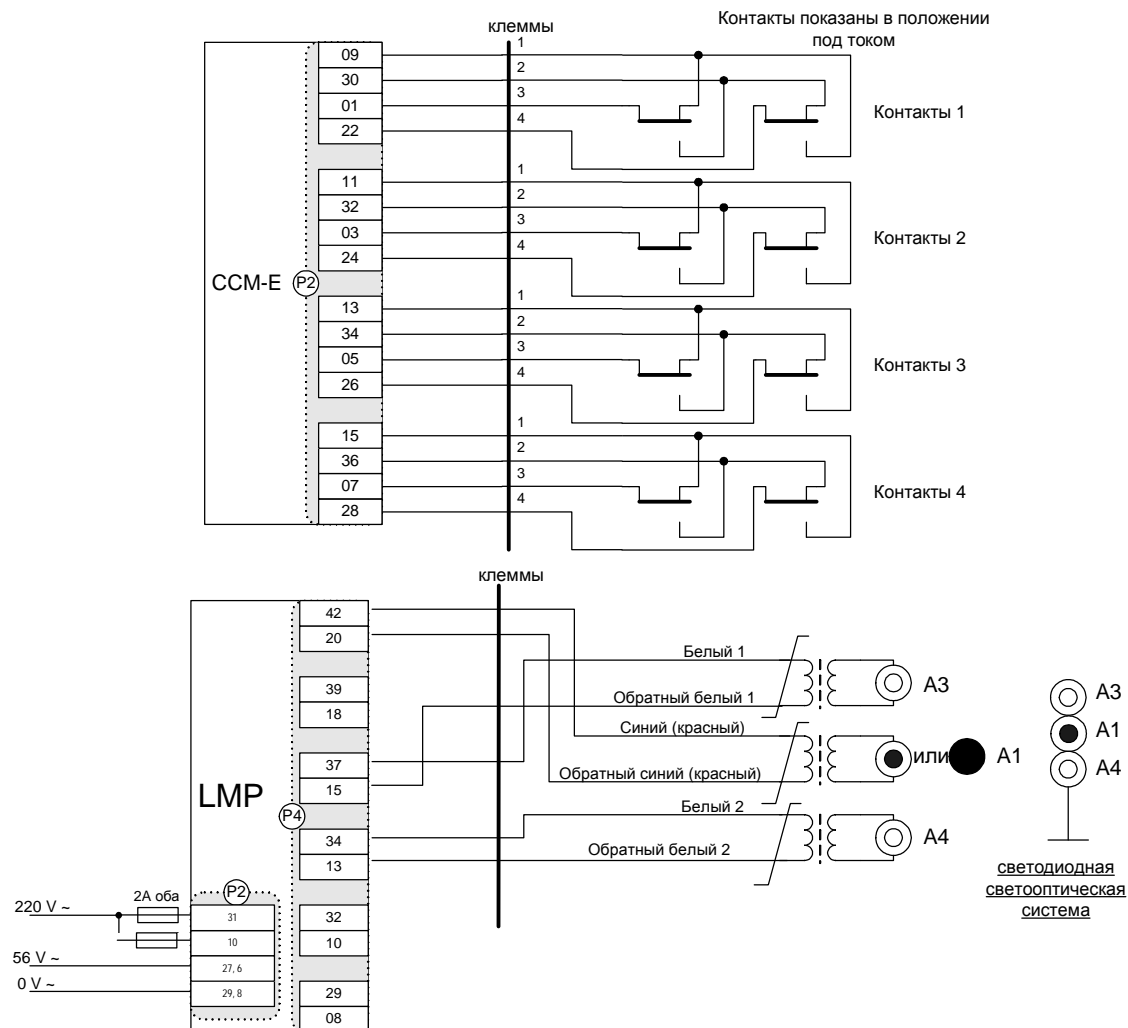 клеммы
Контакты показаны в положении
под током
CCM-E
P2
09
30
01
22
1
2
3
4
Контакты 1
11
32
03
24
1
2
3
4
Контакты 2
13
34
05
26
1
2
3
4
Контакты 3
15
36
07
28
1
2
3
4
Контакты 4
клеммы
LMP
P4
42
20
39
18
37
15
34
13
32
10
29
08
Белый 1
Обратный белый 1
A3
Синий (красный)
Обратный синий (красный)
или
A1
Белый 2
Обратный белый 2
A4
A3
A1
A4
светодиодная
светооптическая
система
P2
220 V ~
2А оба
31
10
56 V ~
27, 6
0 V ~
29, 8